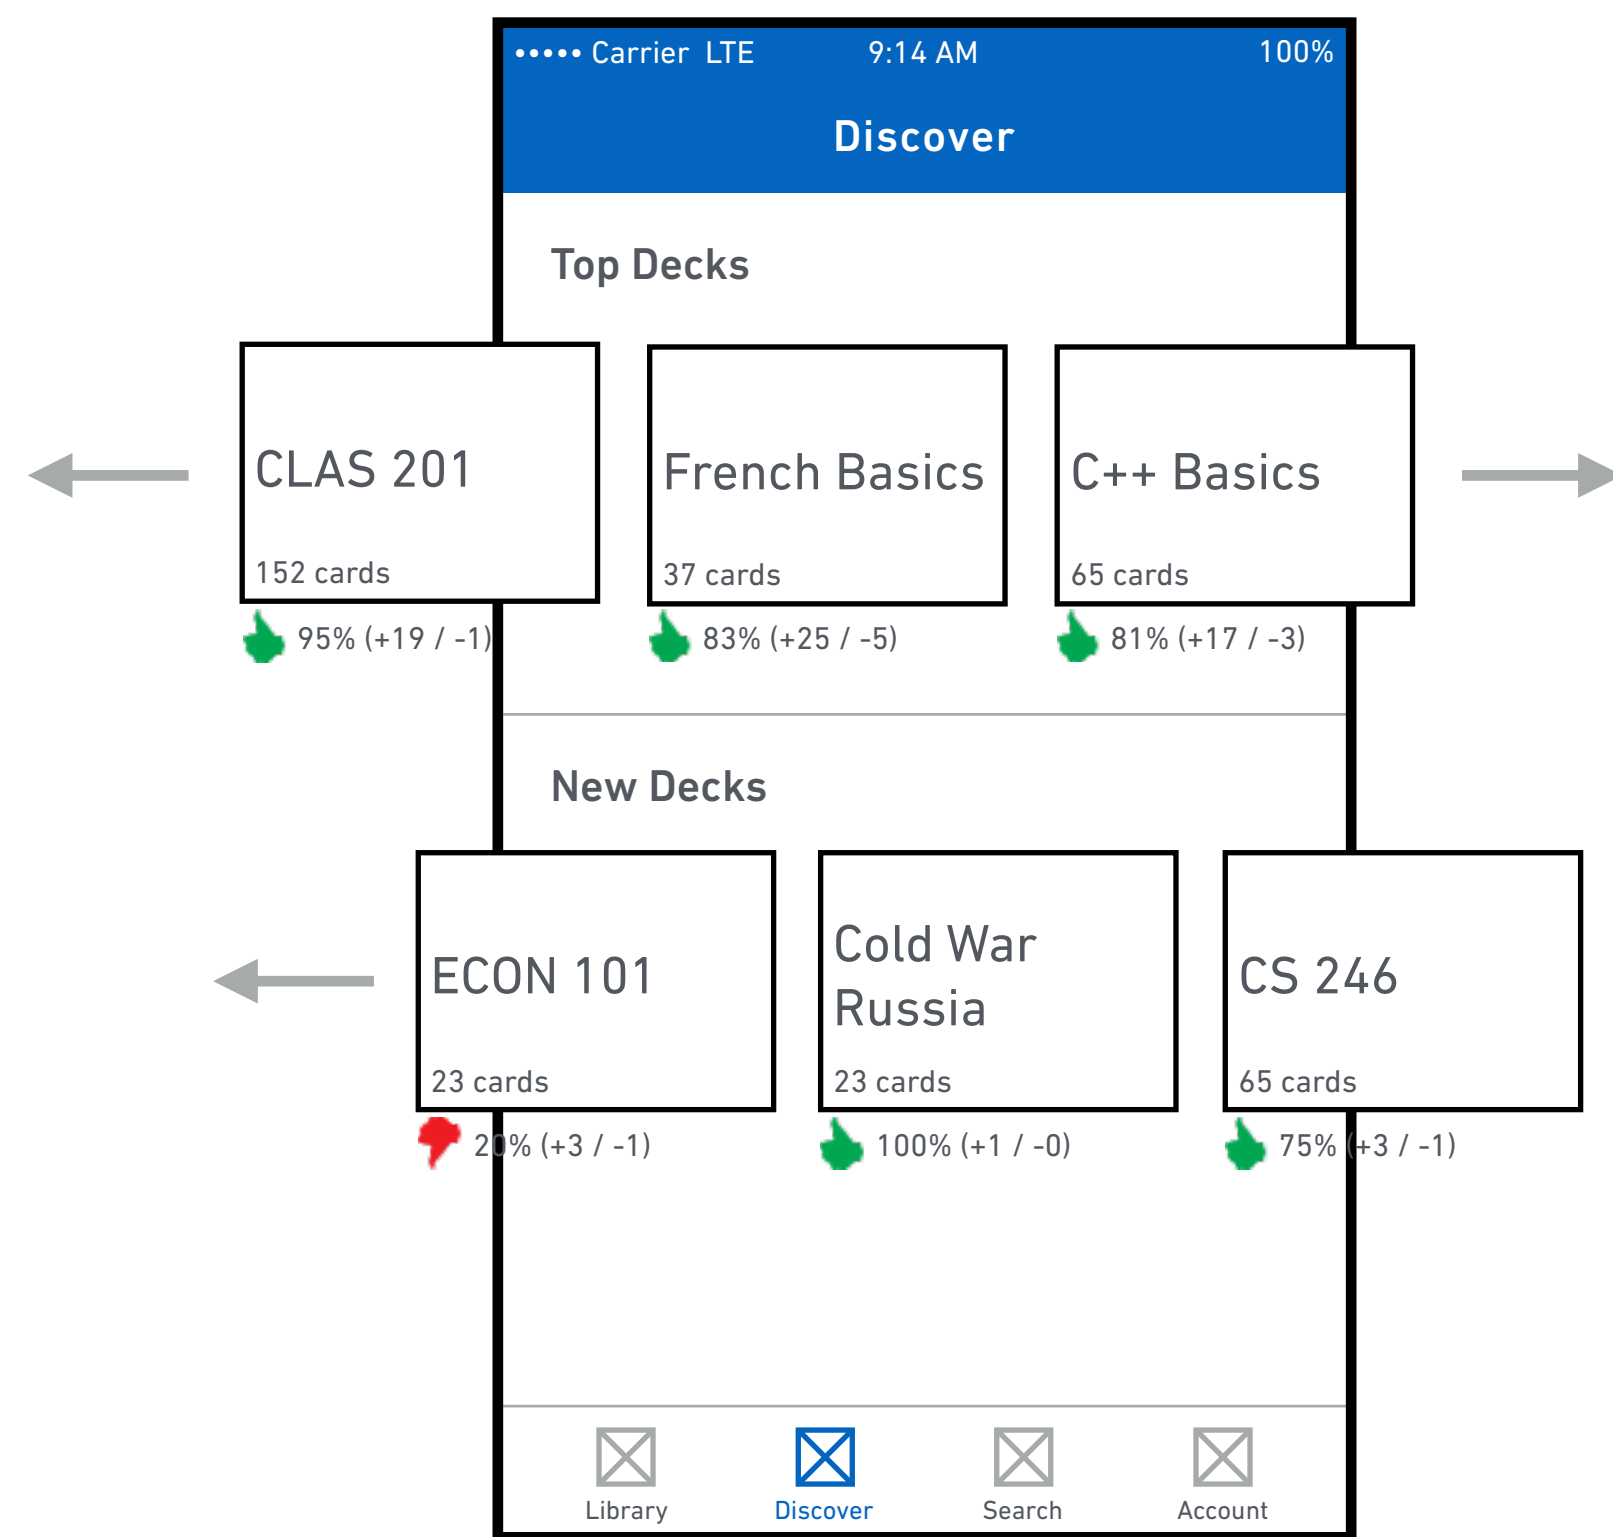 ••••• Carrier LTE 9:14 AM 100%
Discover
Top Decks
CLAS 201
152 cards
95% (+19 / -1)
French Basics
37 cards
83% (+25 / -5)
C++ Basics
65 cards
81% (+17 / -3)
New Decks
ECON 101
23 cards
20% (+3 / -1)
Cold War
Russia
23 cards
100% (+1 / -0)
CS 246
65 cards
75% (+3 / -1)
Library
Discover
Search
Account